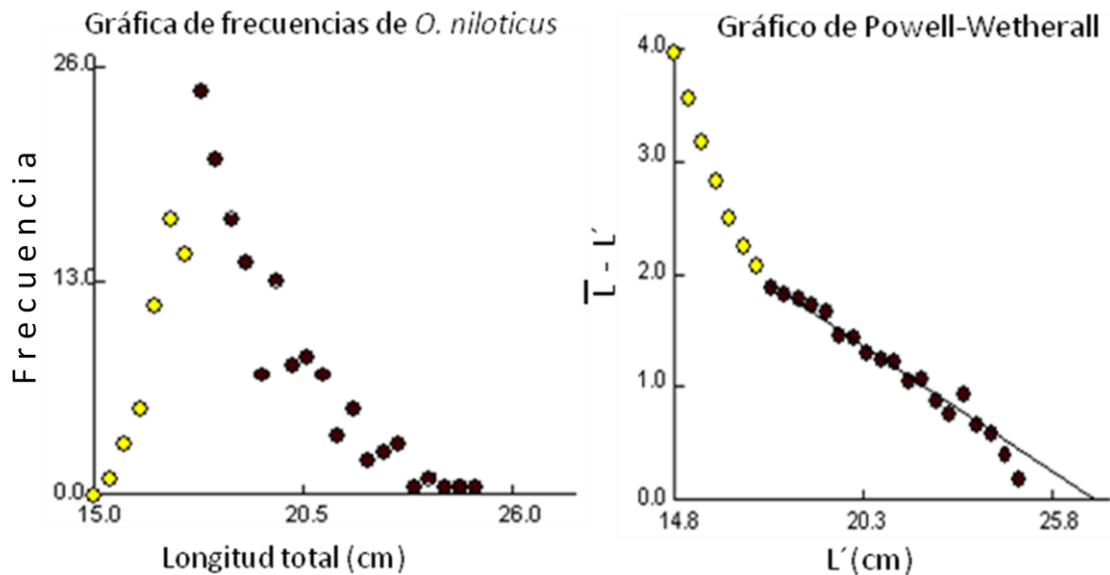 Gráfica de frecuencias de O. niloticus
26.0
13.0
0.0
15.0 20.5 26.0
Frecuencia
Longitud total (cm)
Gráfico de Powell-Wetherall
4.0
3.0
2.0
1.0
0.0
14.8 20.3 25.8
L̅ - L´
L´(cm)